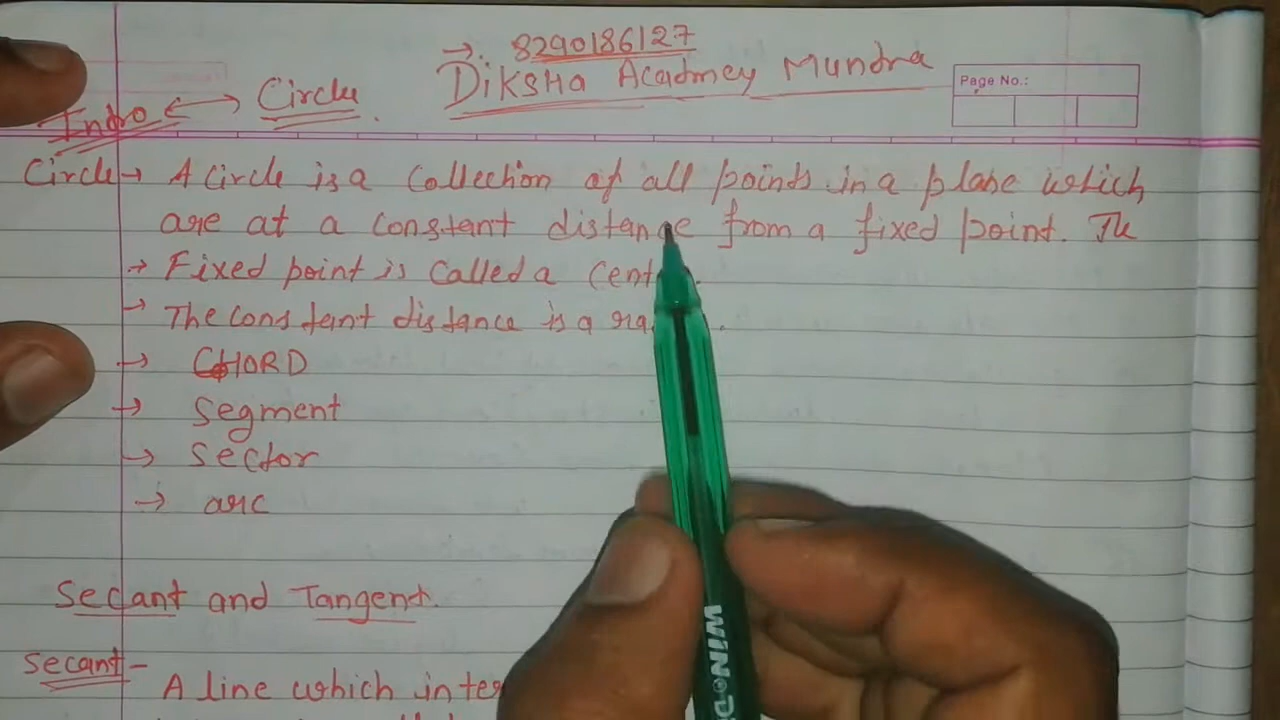 8290186127
→ Diksha Acadmey Mundra
Intro ↔ Circle.
Page No.:
Circle → A Circle is a Collection of all points in a plane which
are at a constant distance from a fixed point. The
→ Fixed point is called a
→ The constant distance is a
→ CHORD
→ Segment
→ Sector
→ arc
Secant and Tangent.
Secant -
A line which
WIN